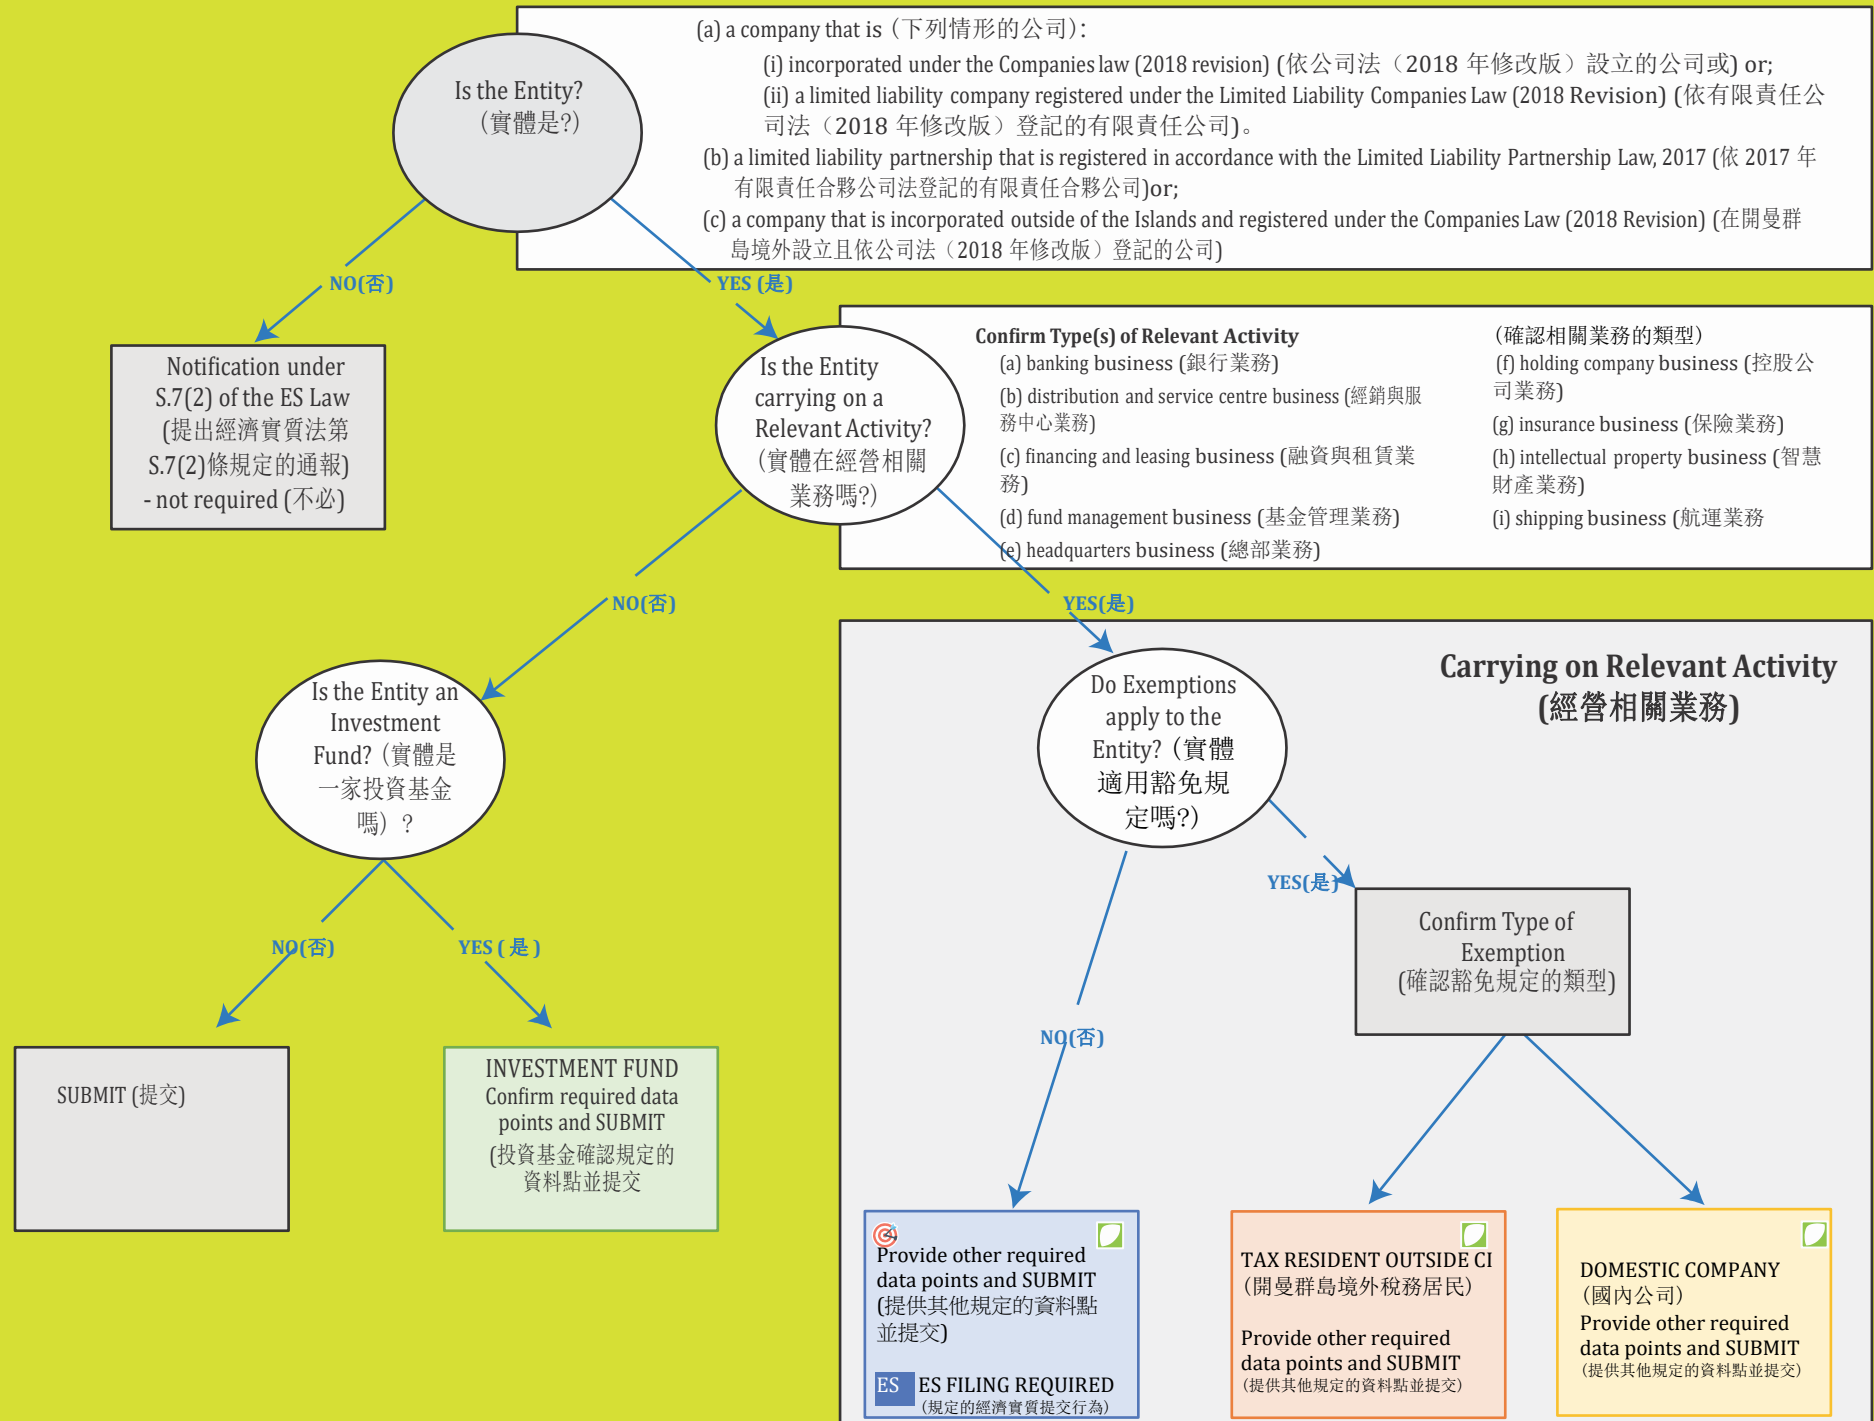 (a) a company that is（下列情形的公司）:
(i) incorporated under the Companies law (2018 revision) (依公司法（2018 年修改版）設立的公司或) or;
(ii) a limited liability company registered under the Limited Liability Companies Law (2018 Revision) (依有限責任公
司法（2018 年修改版）登記的有限責任公司)。
(b) a limited liability partnership that is registered in accordance with the Limited Liability Partnership Law, 2017 (依 2017 年
有限責任合夥公司法登記的有限責任合夥公司)or;
(c) a company that is incorporated outside of the Islands and registered under the Companies Law (2018 Revision) (在開曼群
島境外設立且依公司法（2018 年修改版）登記的公司)
Is the Entity?
（實體是?）
NO(否)
YES (是)
Notification under
S.7(2) of the ES Law
(提出經濟實質法第
S.7(2)條規定的通報)
- not required (不必)
Is the Entity
carrying on a
Relevant Activity?
（實體在經營相關
業務嗎?）
Confirm Type(s) of Relevant Activity
(a) banking business (銀行業務)
(b) distribution and service centre business (經銷與服
務中心業務)
(c) financing and leasing business (融資與租賃業
務)
(d) fund management business (基金管理業務)
(e) headquarters business (總部業務)
（確認相關業務的類型）
(f) holding company business (控股公
司業務)
(g) insurance business (保險業務)
(h) intellectual property business (智慧
財產業務)
(i) shipping business (航運業務
NO(否)
YES(是)
Is the Entity an
Investment
Fund?（實體是
一家投資基金
嗎）?
NO(否)
YES ( 是 )
SUBMIT (提交)
INVESTMENT FUND
Confirm required data
points and SUBMIT
(投資基金確認規定的
資料點並提交
Carrying on Relevant Activity
(經營相關業務)
Do Exemptions
apply to the
Entity?（實體
適用豁免規
定嗎?）
YES(是)
NO(否)
Confirm Type of
Exemption
(確認豁免規定的類型)
Provide other required
data points and SUBMIT
(提供其他規定的資料點
並提交)
ES ES FILING REQUIRED
（規定的經濟實質提交行為）
TAX RESIDENT OUTSIDE CI
（開曼群島境外稅務居民）
Provide other required
data points and SUBMIT
(提供其他規定的資料點並提交)
DOMESTIC COMPANY
（國內公司）
Provide other required
data points and SUBMIT
(提供其他規定的資料點並提交)